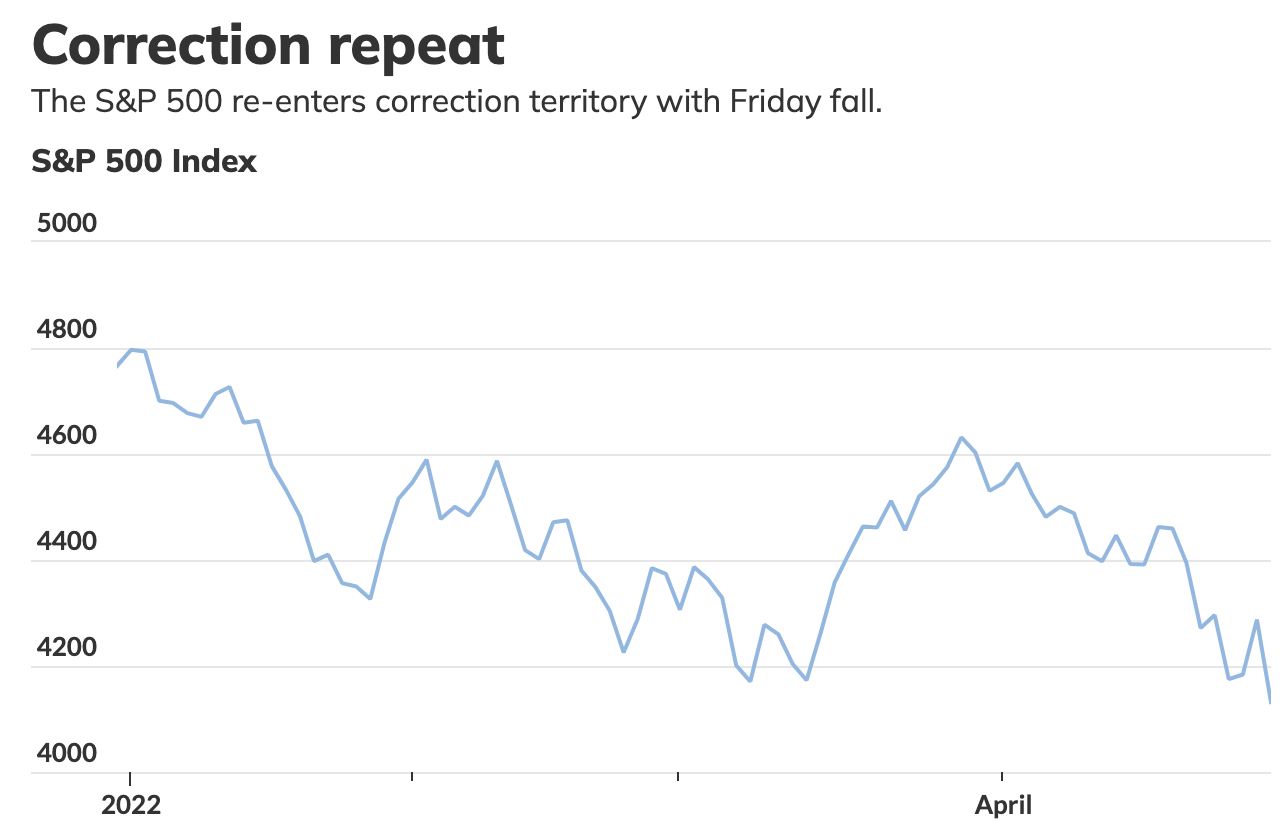 Correction repeat
The S&P 500 re-enters correction territory with Friday fall.
S&P 500 Index
5000
4800
4600
4400
4200
4000
2022 April